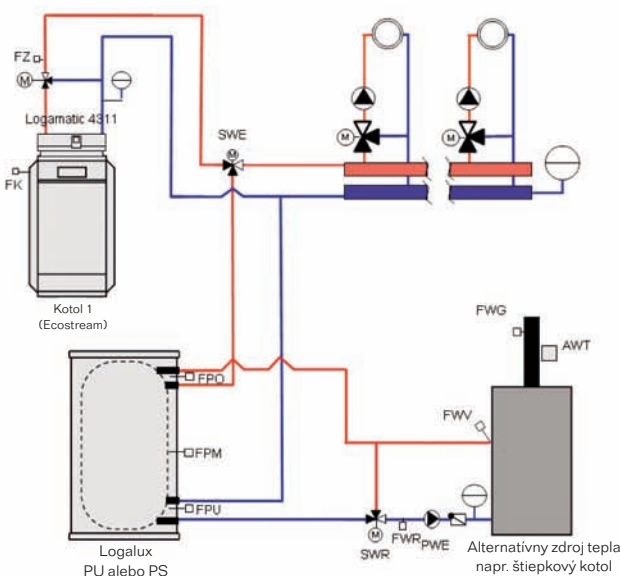 FZ
M
Logamatic 4311
SWE
M
M
M
FK
Kotol 1
(Ecostream)
FWG
AWT
FPO
FWV
FPM
FPU
FWR
PWE
M
SWR
Logalux
PU alebo PS
Alternatívny zdroj tepla
napr. štiepkový kotol